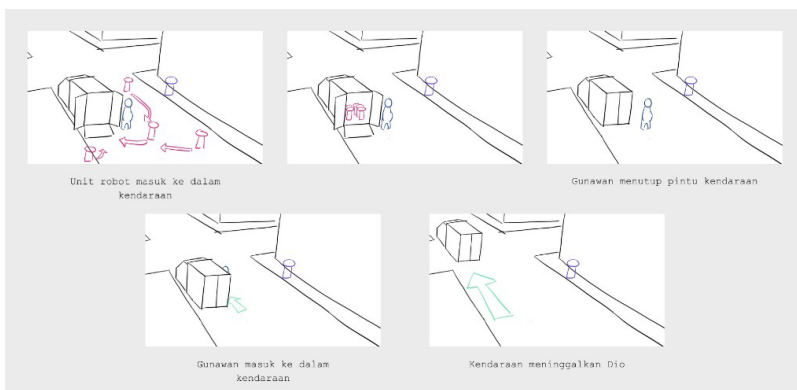 Unit robot masuk ke dalam
kendaraan
Gunawan menutup pintu kendaraan
Gunawan masuk ke dalam
kendaraan
Kendaraan meninggalkan Dio